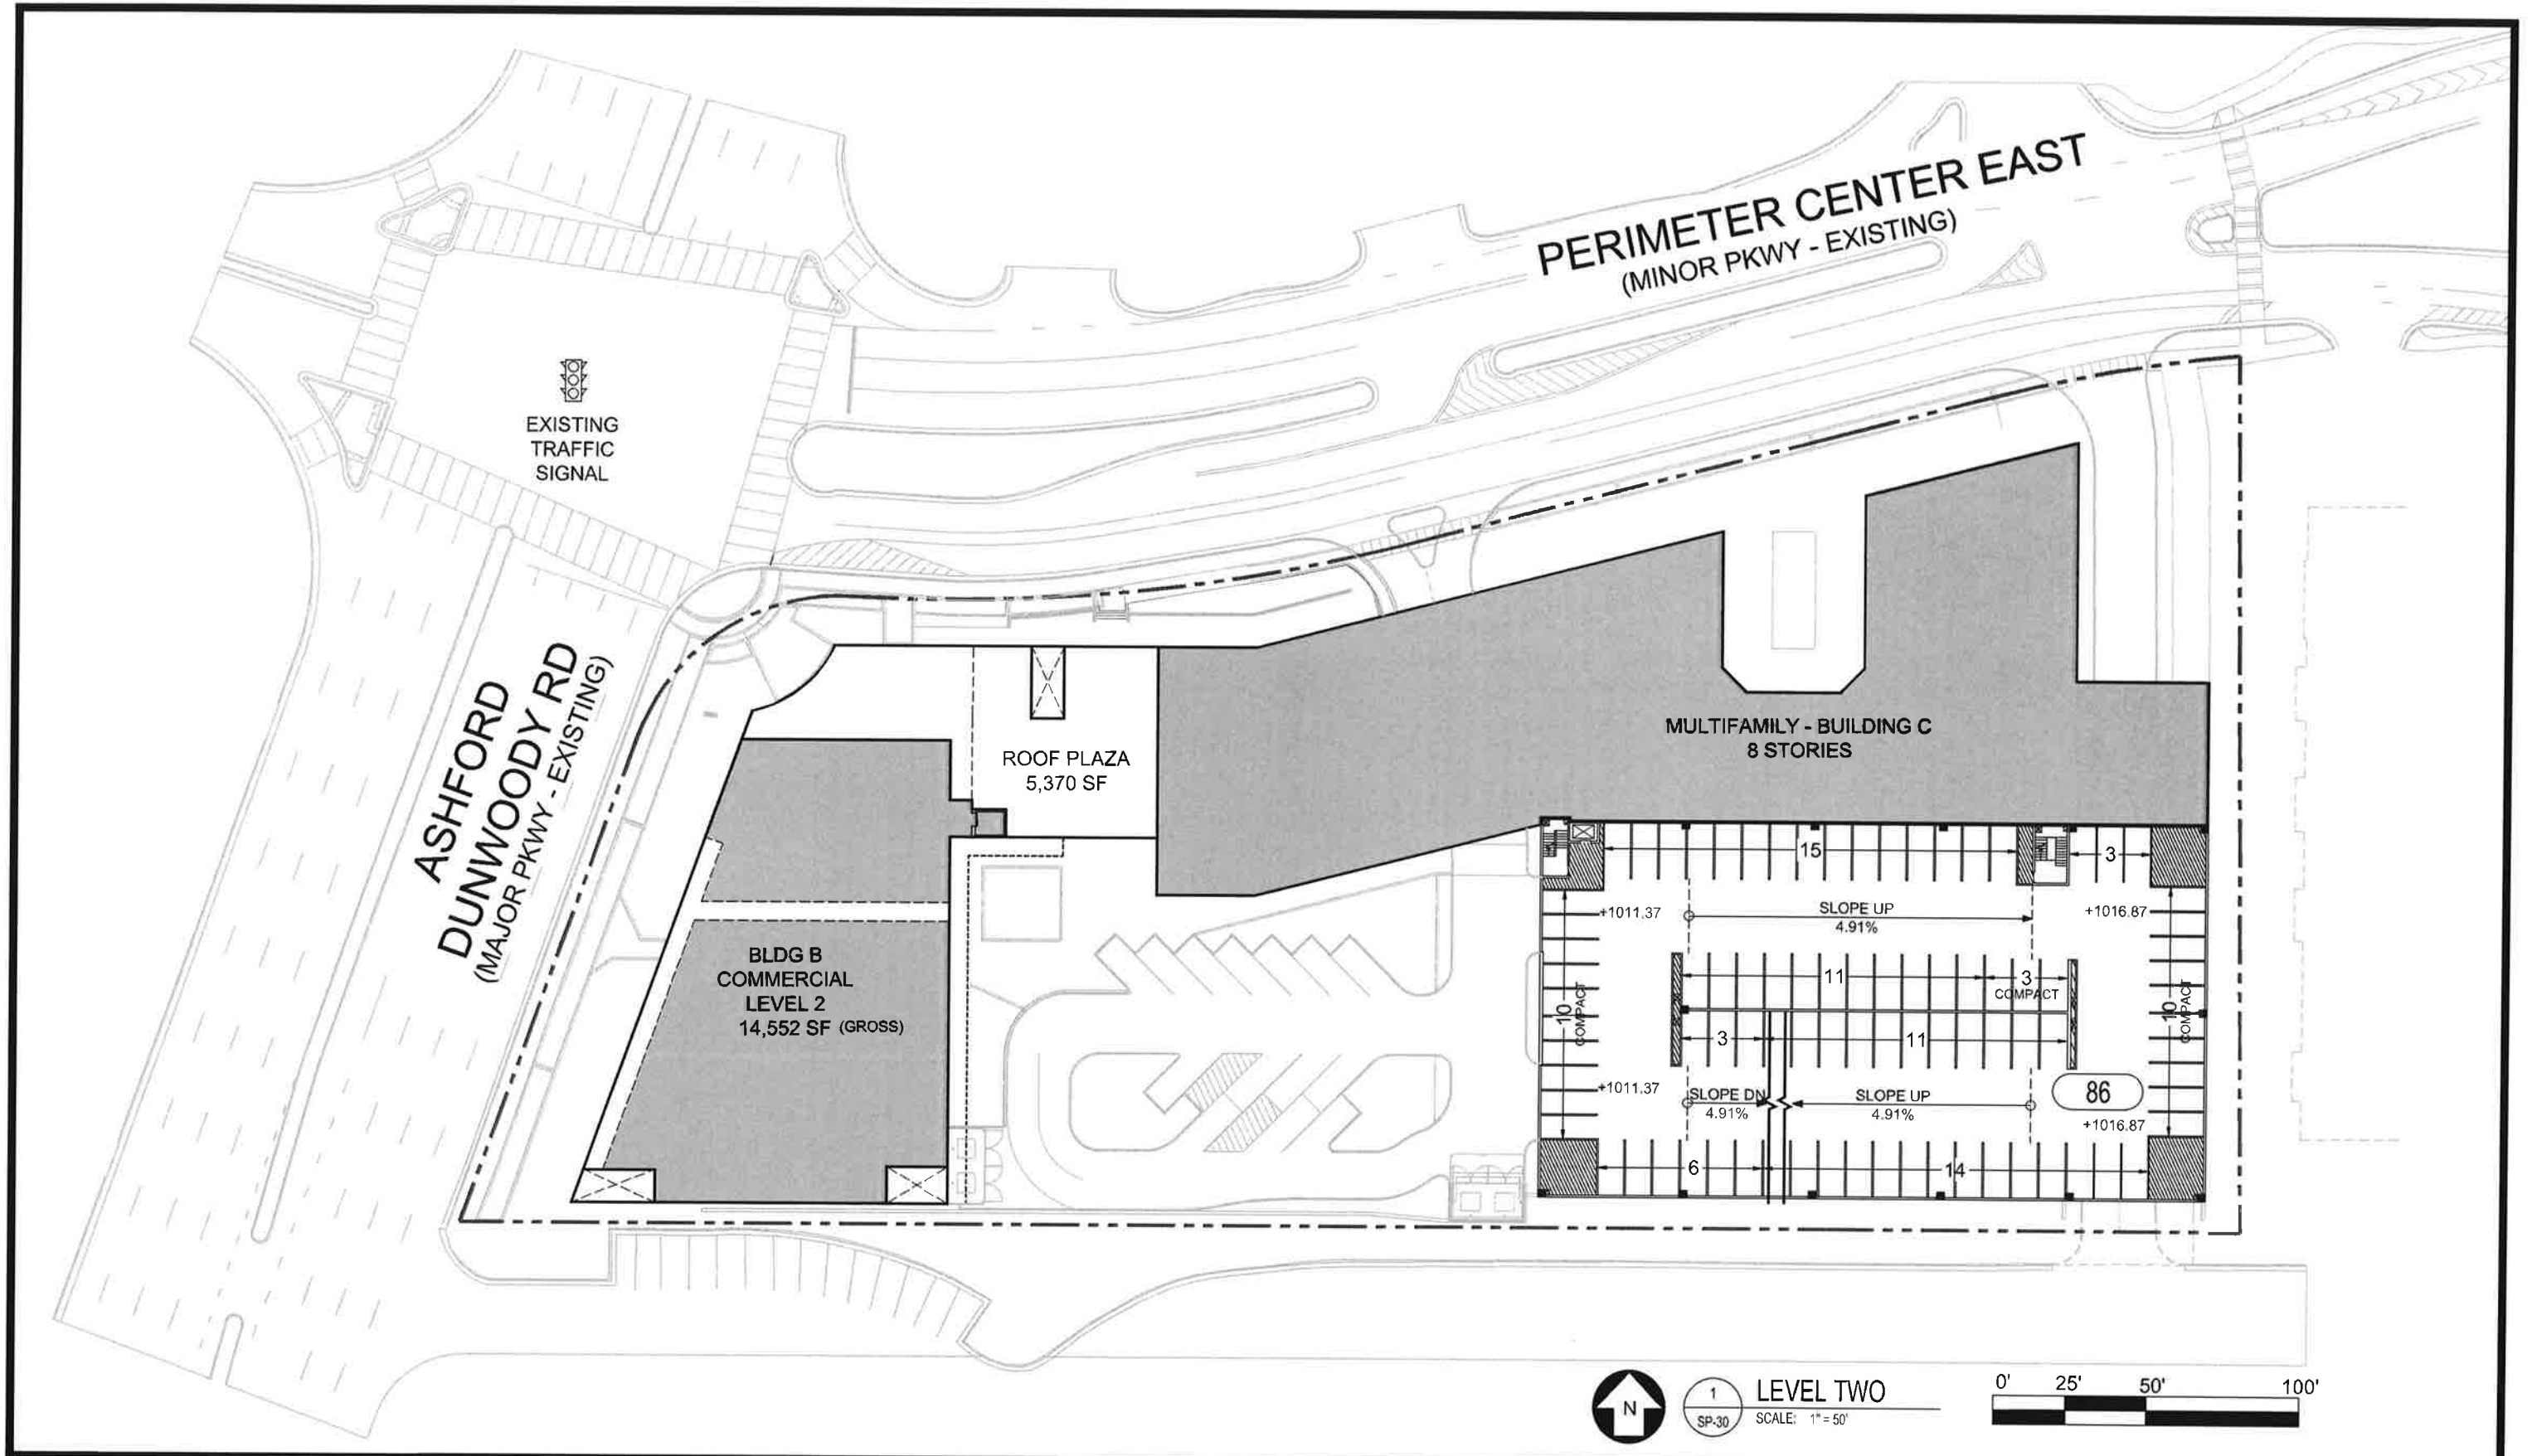 PERIMETER CENTER EAST
(MINOR PKWY - EXISTING)
EXISTING
TRAFFIC
SIGNAL
ASHFORD
DUNWOODY RD
(MAJOR PKWY - EXISTING)
ROOF PLAZA
5,370 SF
MULTIFAMILY - BUILDING C
8 STORIES
BLDG B
COMMERCIAL
LEVEL 2
14,552 SF (GROSS)
15
3
+1011.37
SLOPE UP
4.91%
+1016.87
11
3
COMPACT
10
COMPACT
10
COMPACT
3
11
+1011.37
SLOPE DN
4.91%
SLOPE UP
4.91%
86
+1016.87
6
14
N
1
SP-30
LEVEL TWO
SCALE: 1" = 50'
0' 25' 50' 100'